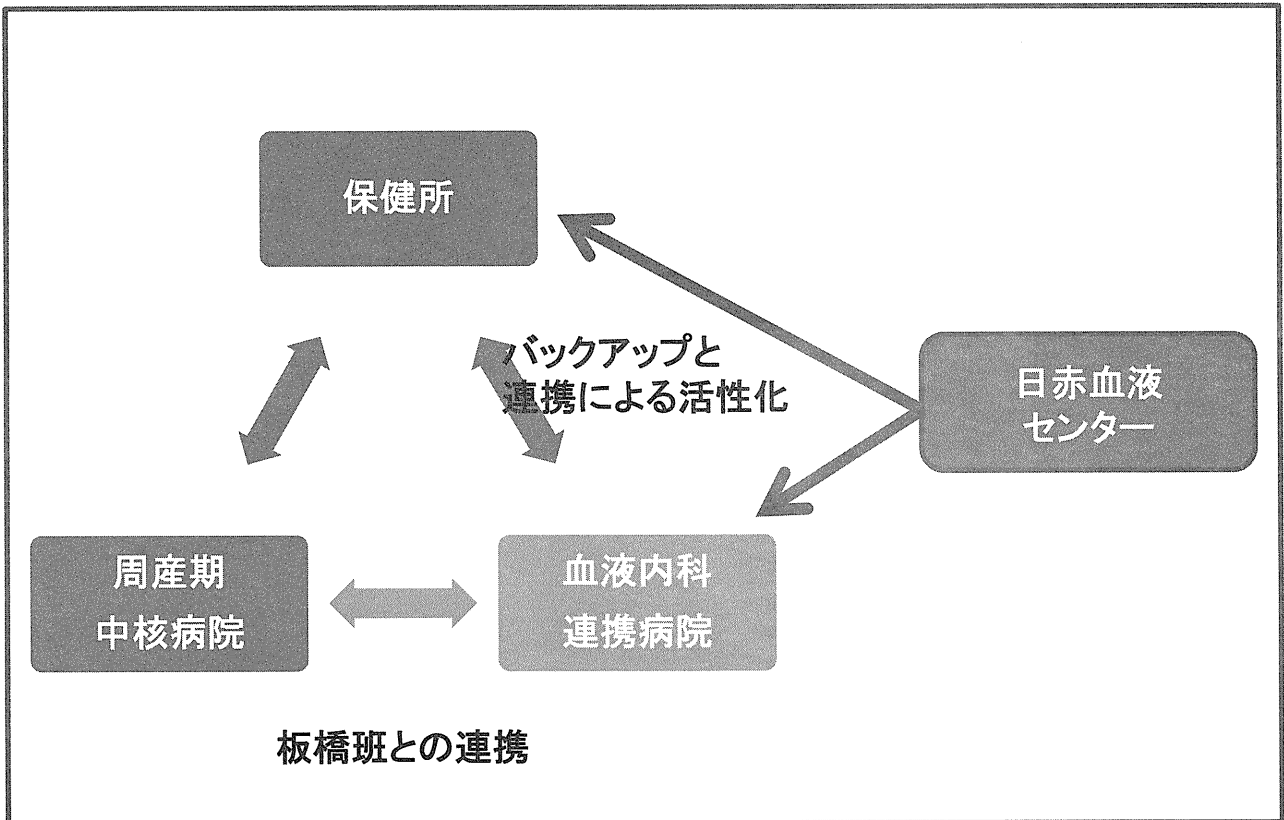 保健所
バックアップと
連携による活性化
日赤血液
センター
周産期
中核病院
血液内科
連携病院
板橋班との連携